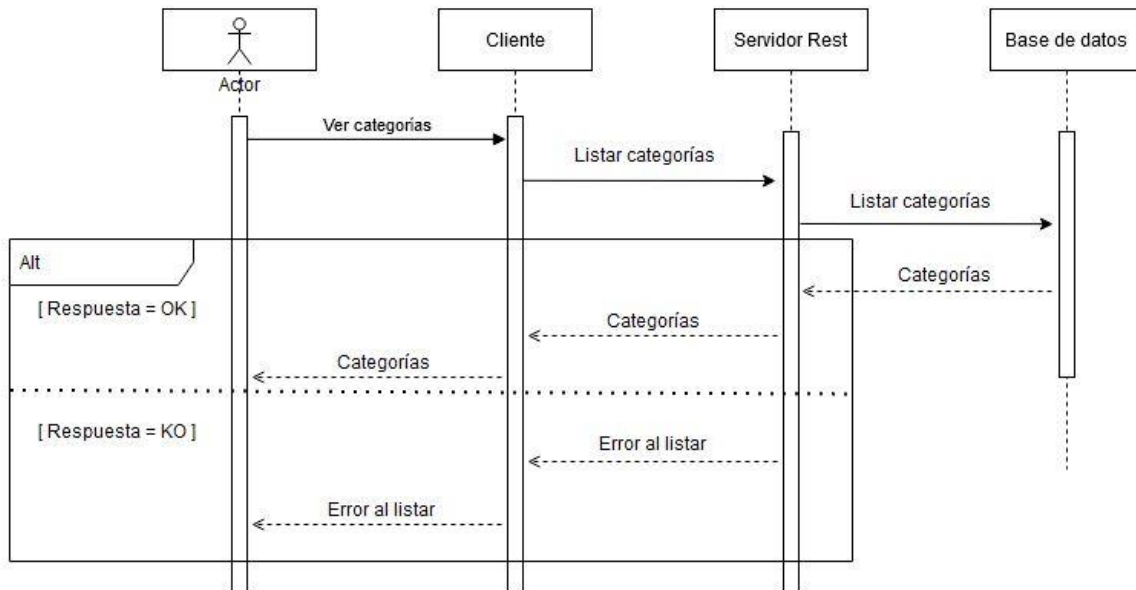 Actor
Cliente
Servidor Rest
Base de datos
Ver categorías
Listar categorías
Listar categorías
Alt
Categorías
[ Respuesta = OK ]
Categorías
Categorías
[ Respuesta = KO ]
Error al listar
Error al listar